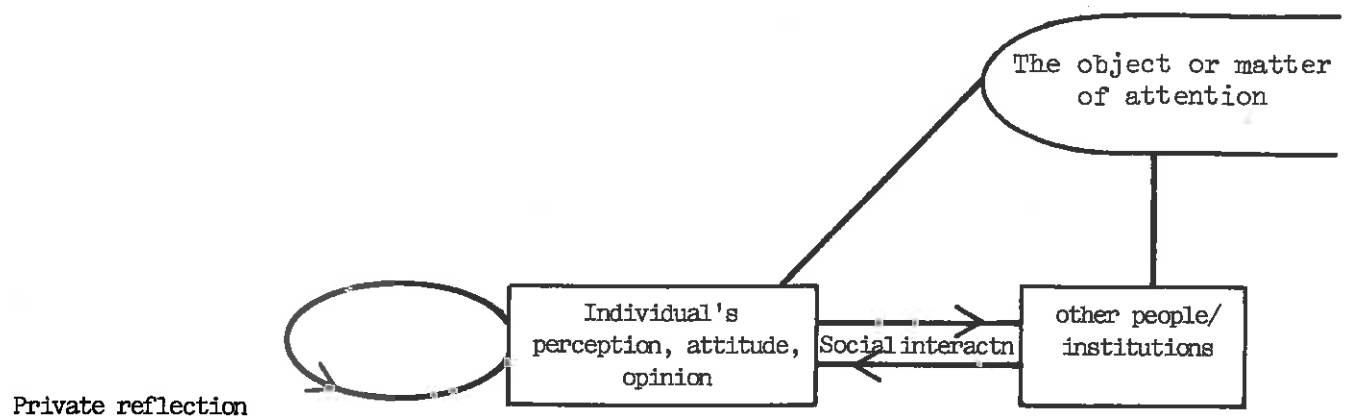 The object or matter
of attention
Individual's
perception, attitude,
opinion
Social interactn
other people/
institutions
Private reflection